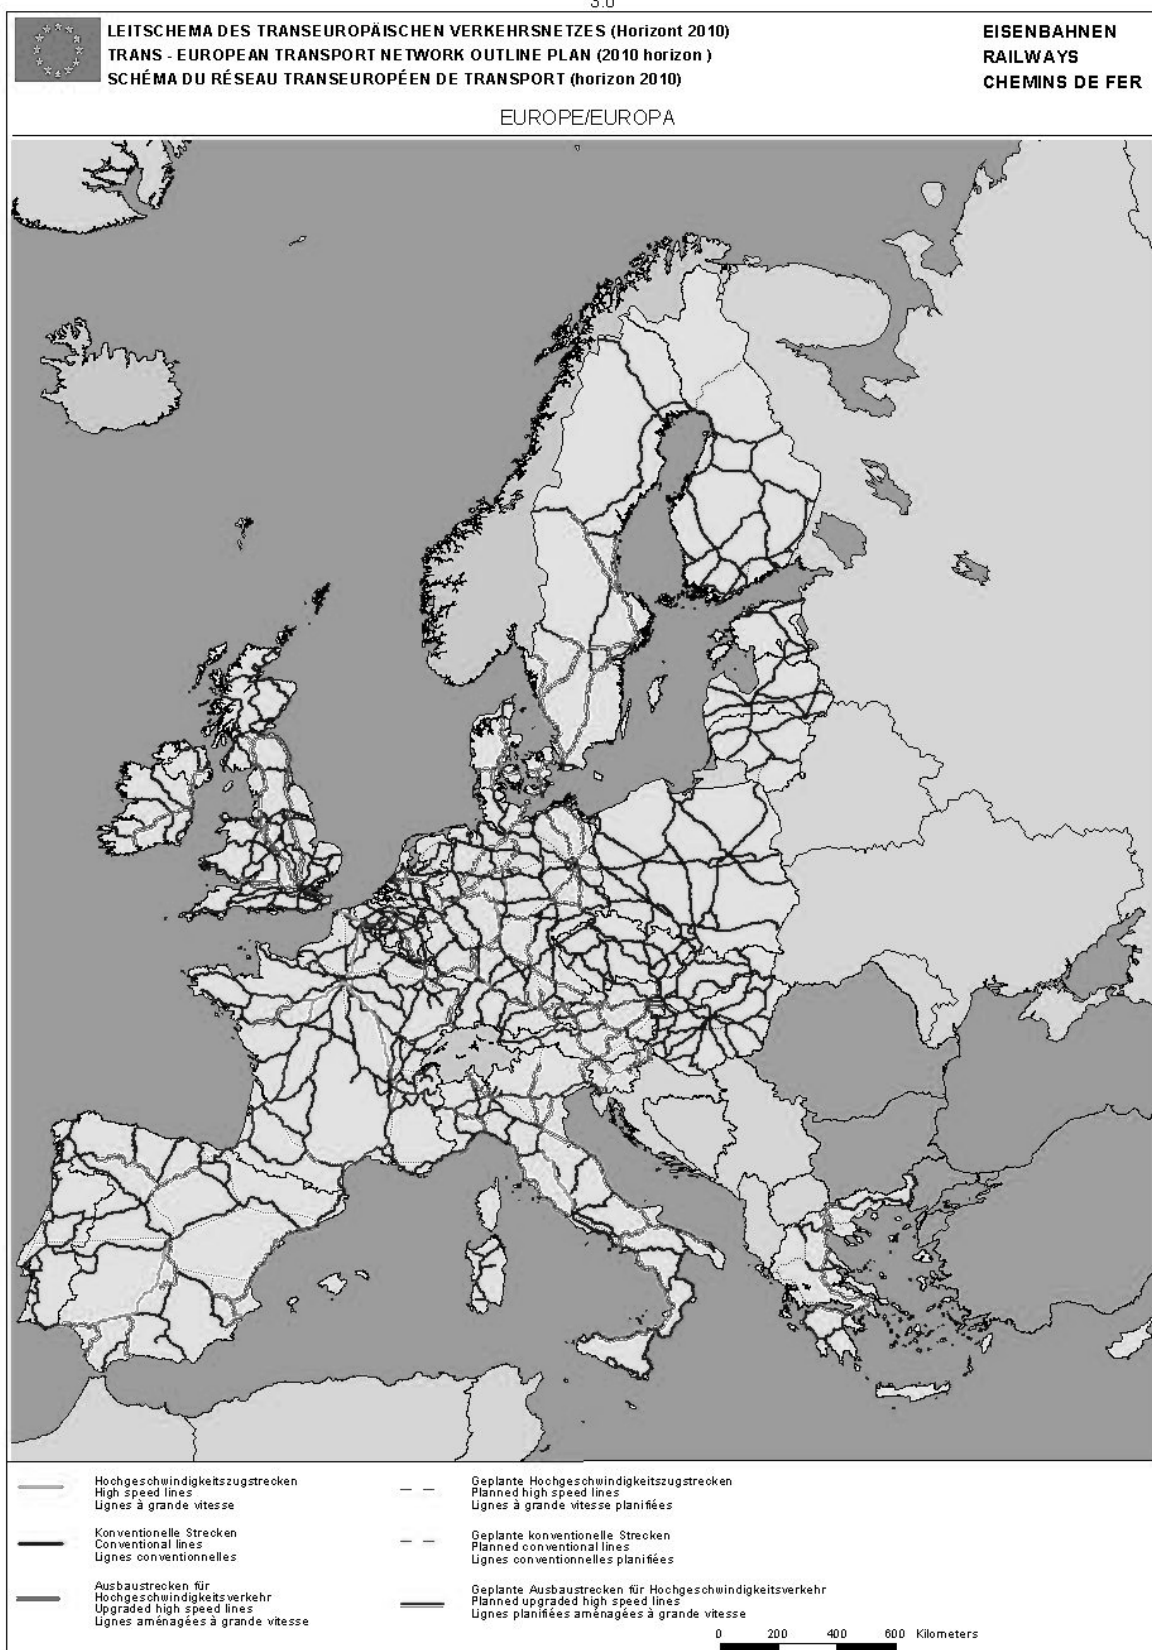 3.0
LEITSCHEMA DES TRANSEUROPÄISCHEN VERKEHRSNETZES (Horizont 2010)
TRANS - EUROPEAN TRANSPORT NETWORK OUTLINE PLAN (2010 horizon )
SCHÉMA DU RÉSEAU TRANSEUROPÉEN DE TRANSPORT (horizon 2010)
EISENBAHNEN
RAILWAYS
CHEMINS DE FER
EUROPE/EUROPA
Hochgeschwindigkeitszugstrecken
High speed lines
Lignes à grande vitesse
Konventionelle Strecken
Conventional lines
Lignes conventionnelles
Ausbaustrecken für
Hochgeschwindigkeitsverkehr
Upgraded high speed lines
Lignes aménagées à grande vitesse
Geplante Hochgeschwindigkeitszugstrecken
Planned high speed lines
Lignes à grande vitesse planifiées
Geplante konventionelle Strecken
Planned conventional lines
Lignes conventionnelles planifiées
Geplante Ausbaustrecken für Hochgeschwindigkeitsverkehr
Planned upgraded high speed lines
Lignes planifiées aménagées à grande vitesse
0 200 400 600 Kilometers